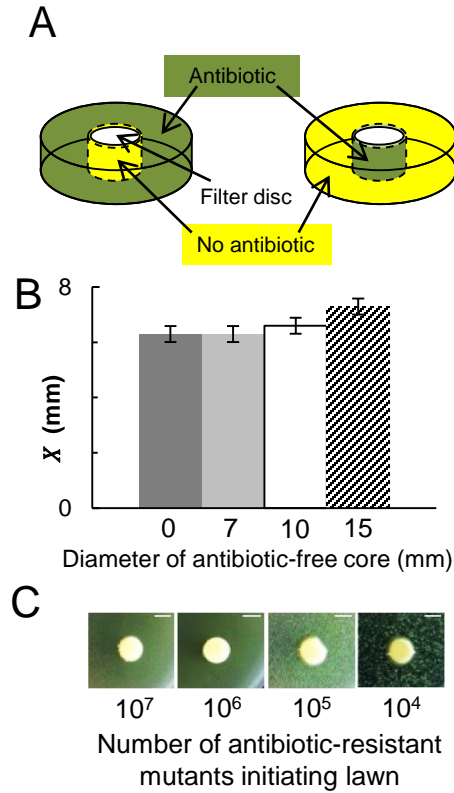 A
Antibiotic
Filter disc
No antibiotic
B
8
X (mm)
0
0 7 10 15
Diameter of antibiotic-free core (mm)
C
10⁷ 10⁶ 10⁵ 10⁴
Number of antibiotic-resistant
mutants initiating lawn